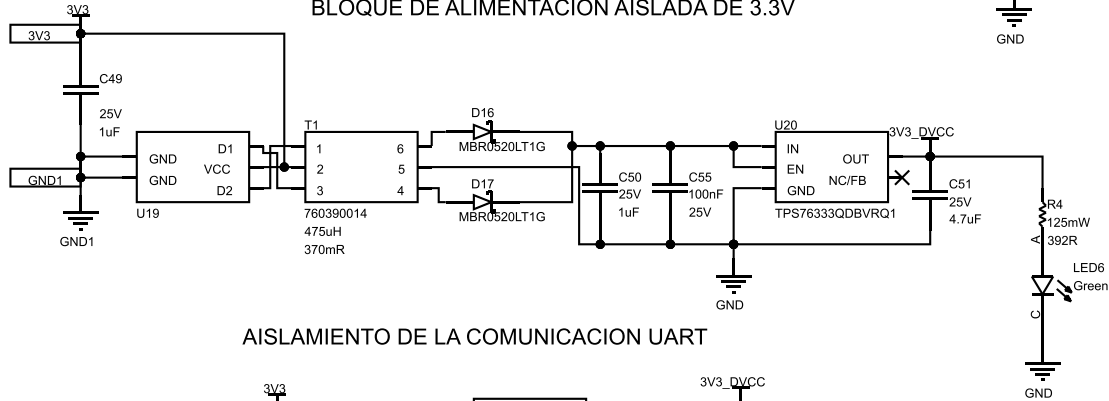 BLOQUE DE ALIMENTACION AISLADA DE 3.3V
3V3
3V3
GND
C49
25V
1uF
GND
GND
D1
VCC
D2
U19
GND1
GND1
T1
1
2
3
6
5
4
760390014
475uH
370mR
D16
MBR0520LT1G
D17
MBR0520LT1G
C50
25V
1uF
C55
100nF
25V
U20
IN
EN
GND
OUT
NC/FB
TPS76333QDBVRQ1
3V3_DVCC
C51
25V
4.7uF
R4
125mW
392R
A
LED6
Green
C
GND
GND
AISLAMIENTO DE LA COMUNICACION UART
3V3
3V3_DVCC